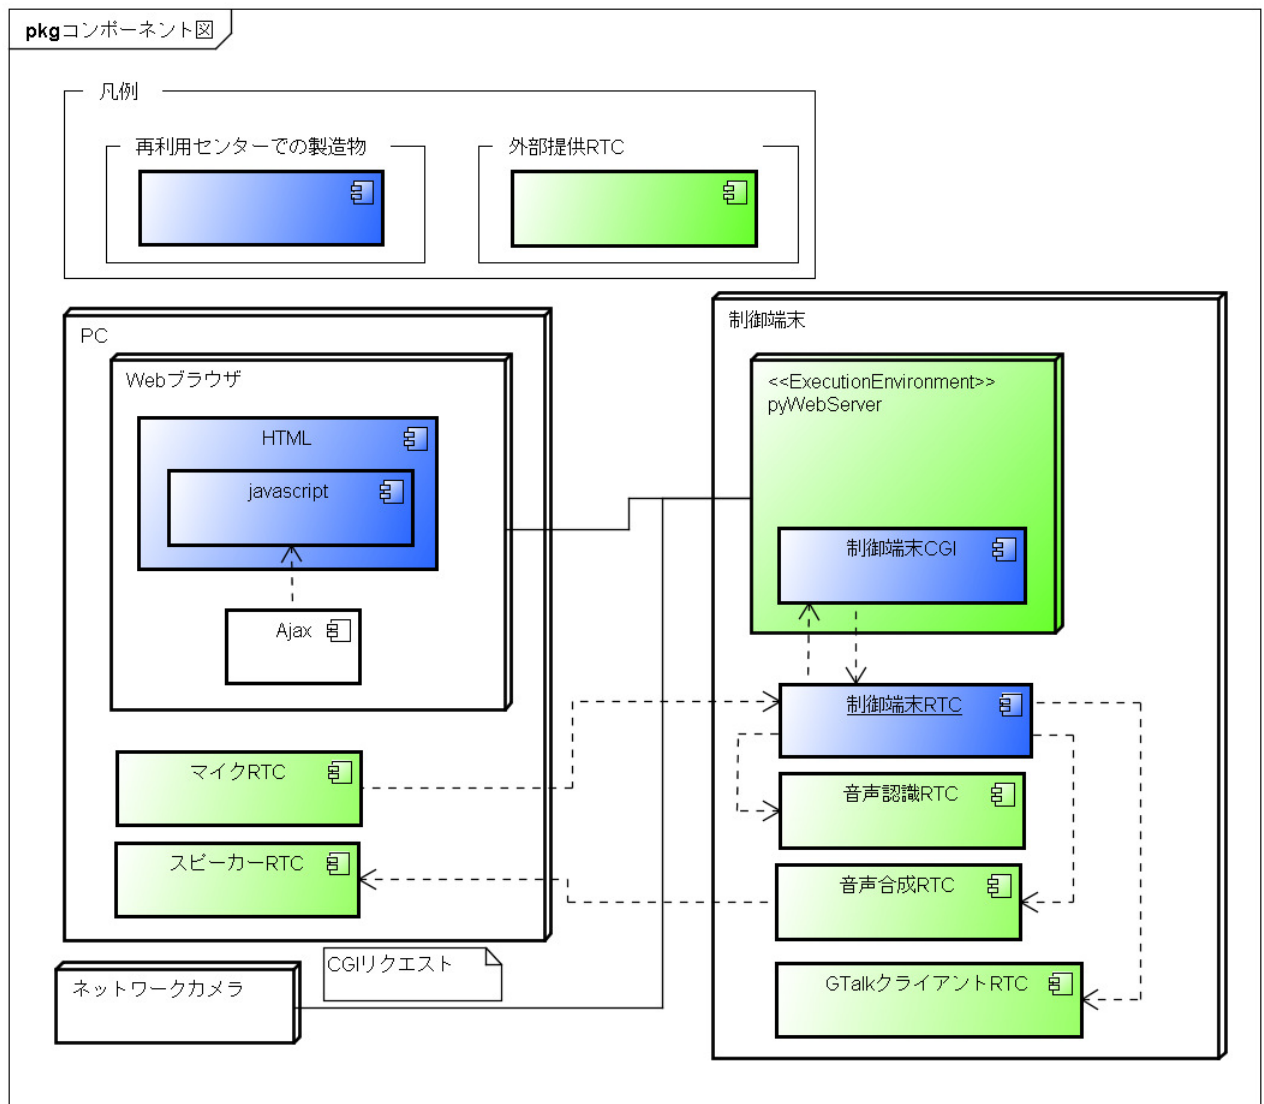 pkgコンポーネント図
凡例
再利用センターでの製造物
外部提供RTC
PC
Webブラウザ
HTML
javascript
Ajax
マイクRTC
スピーカーRTC
CGIリクエスト
ネットワークカメラ
制御端末
<<ExecutionEnvironment>>
pyWebServer
制御端末CGI
制御端末RTC
音声認識RTC
音声合成RTC
GTalkクライアントRTC